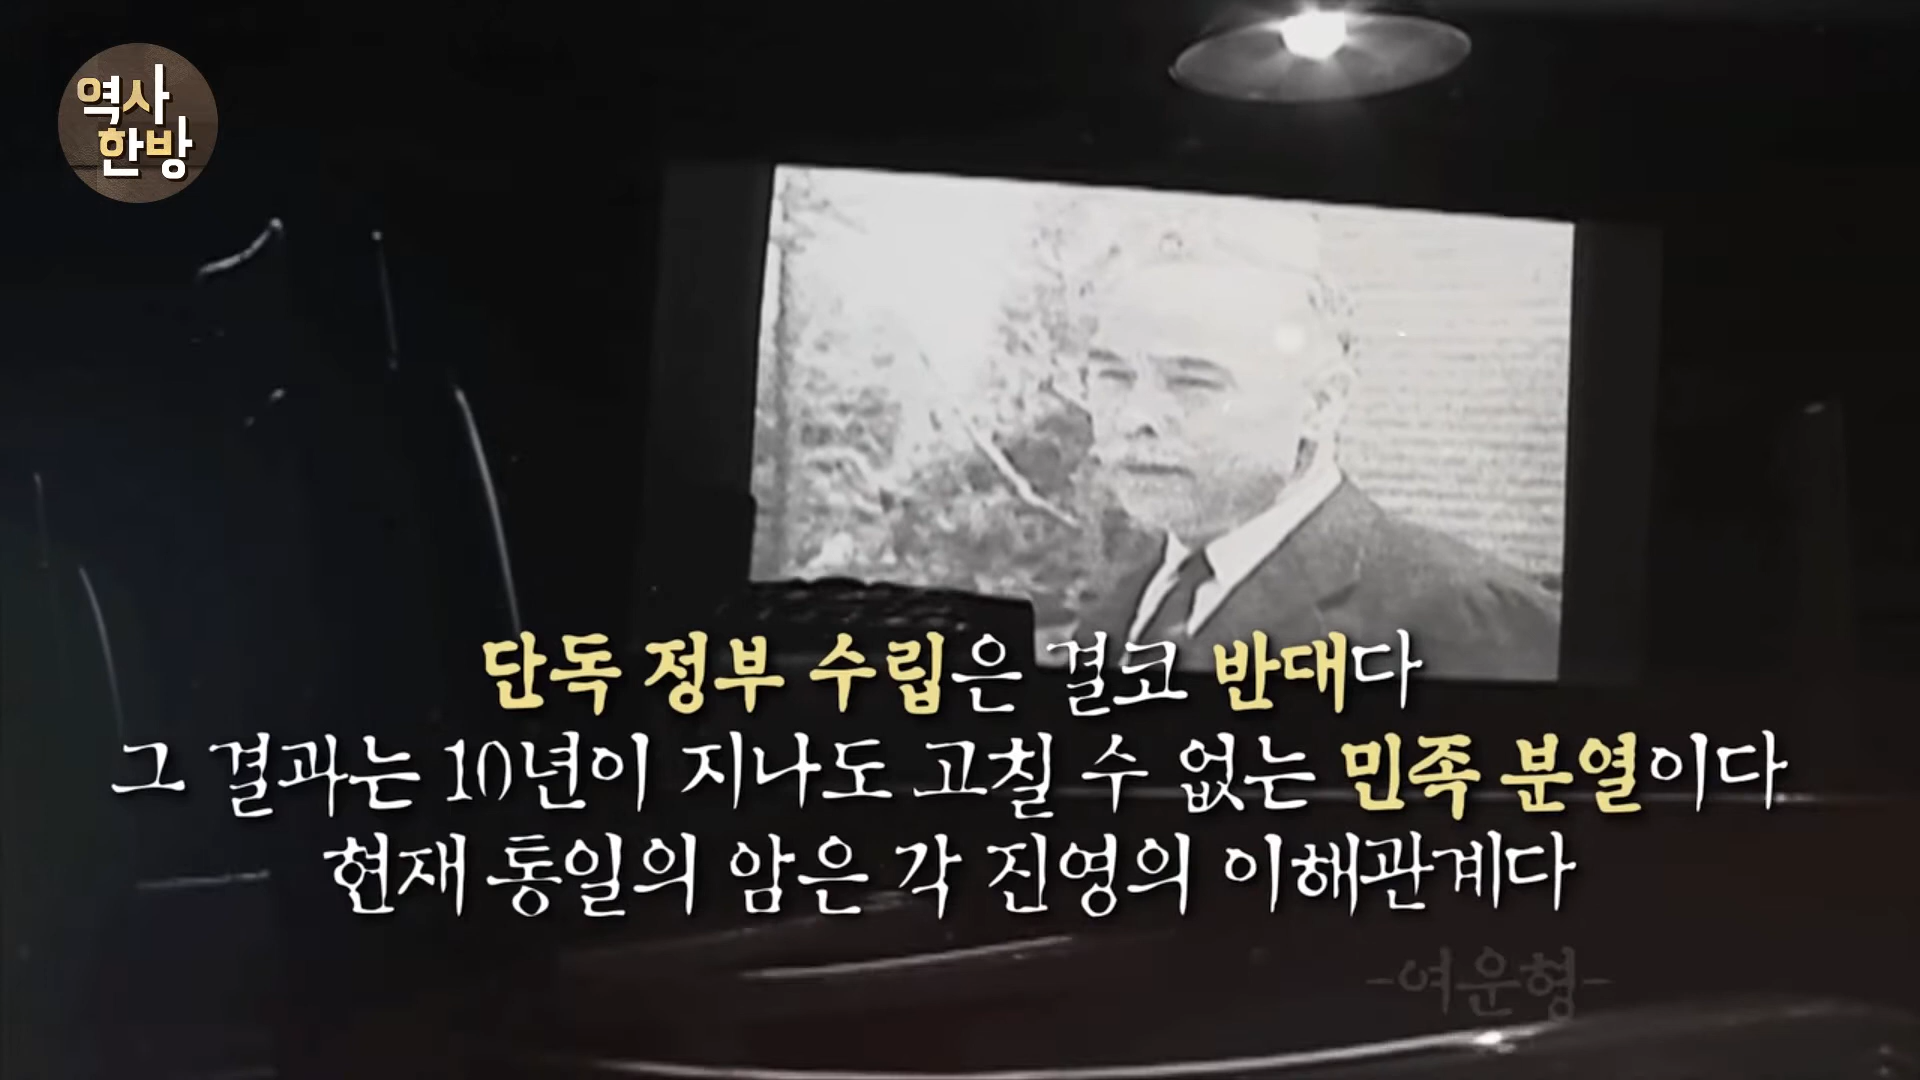 역사
한방
단독 정부 수립은 결코 반대다
그 결과는 10년이 지나도 고칠 수 없는 민족 분열이다
현재 통일의 암은 각 진영의 이해관계다
-여운형-